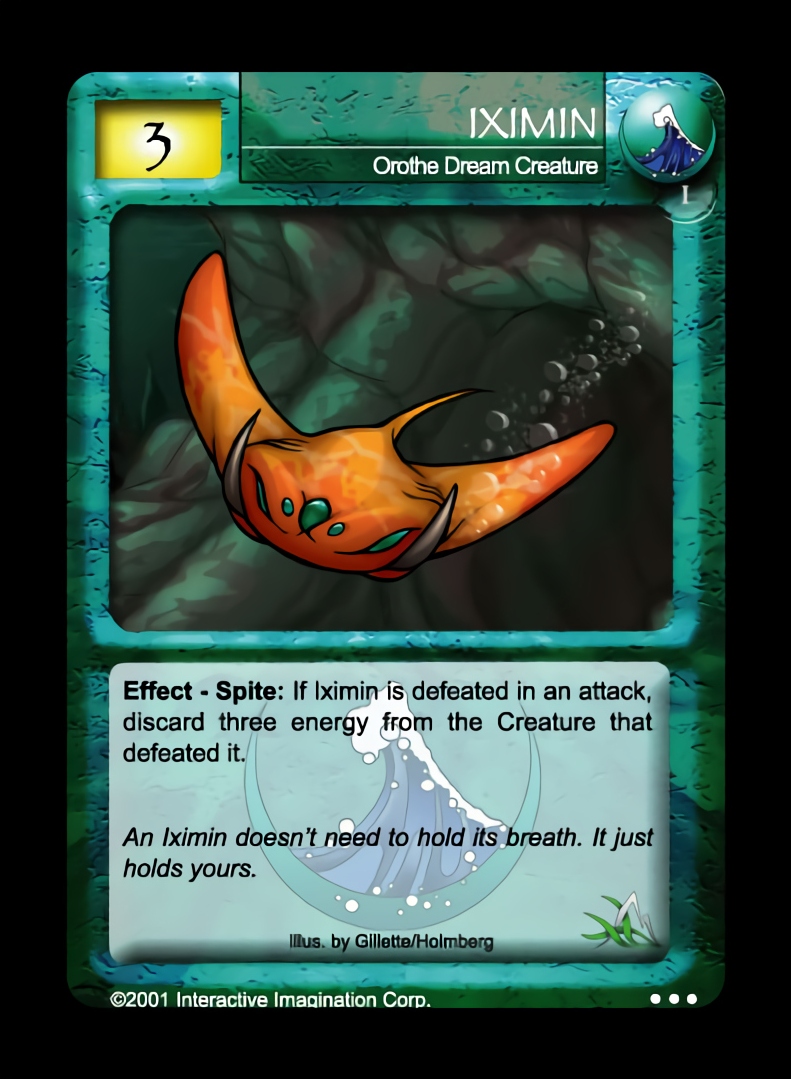 3
IXIMIN
Orothe Dream Creature
I
Effect - Spite: If Iximin is defeated in an attack,
discard three energy from the Creature that
defeated it.
An Iximin doesn't need to hold its breath. It just
holds yours.
Illus. by Gillette/Holmberg
©2001 Interactive Imagination Corp.